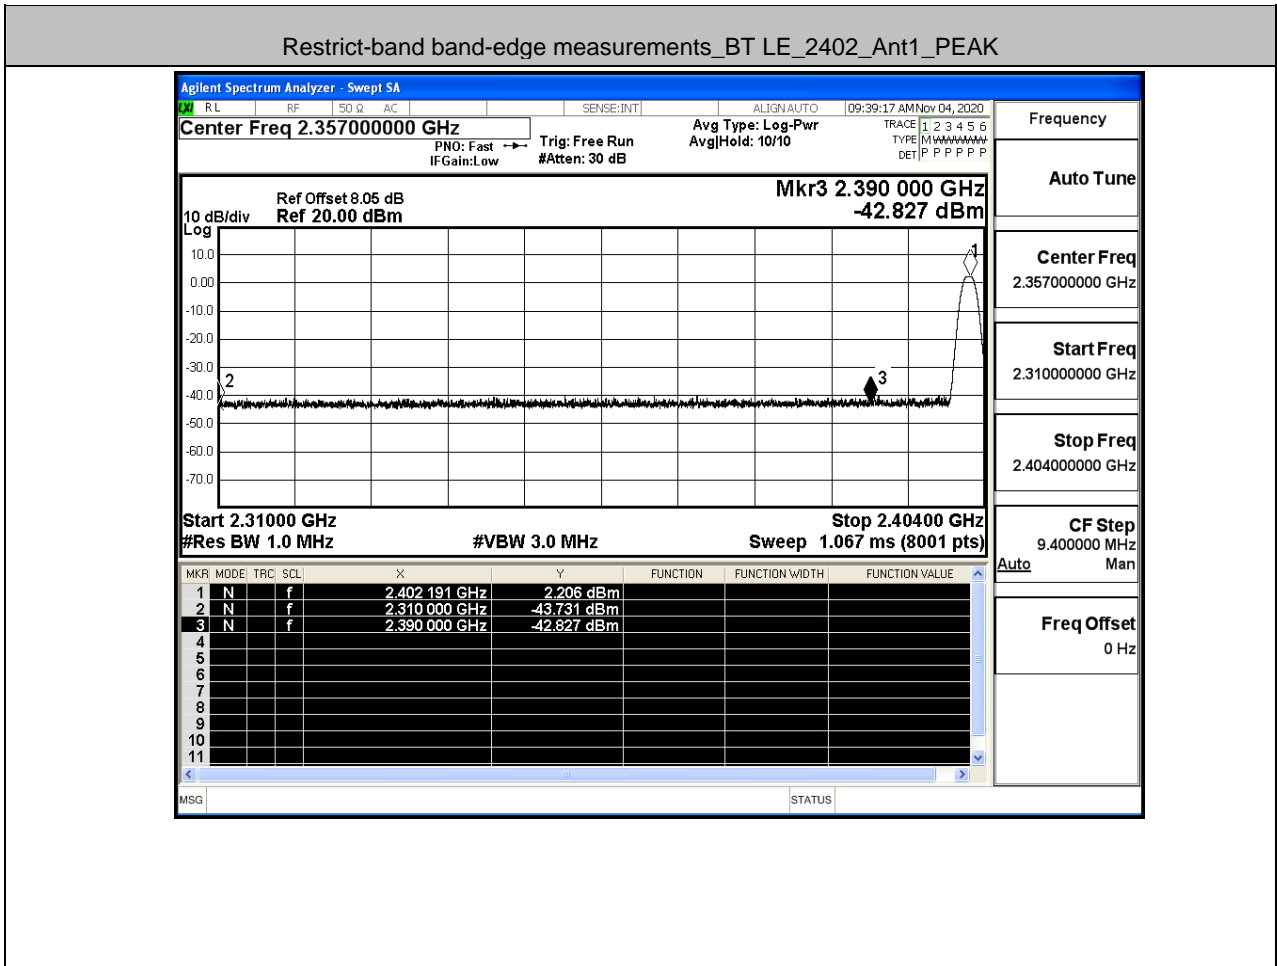 Restrict-band band-edge measurements_BT LE_2402_Ant1_PEAK
Agilent Spectrum Analyzer - Swept SA
LXI RL RF 50 Ω AC SENSE:INT ALIGN AUTO 09:39:17 AM Nov 04, 2020
Center Freq 2.357000000 GHz
PNO: Fast
IFGain:Low
Trig: Free Run
#Atten: 30 dB
Avg Type: Log-Pwr
Avg|Hold: 10/10
TRACE 1 2 3 4 5 6
TYPE M W W W W W
DET P P P P P P
Ref Offset 8.05 dB
10 dB/div Ref 20.00 dBm
Log
Mkr3 2.390 000 GHz
-42.827 dBm
10.0
0.00
-10.0
-20.0
-30.0
-40.0
-50.0
-60.0
-70.0
1
2
3
Start 2.31000 GHz Stop 2.40400 GHz
#Res BW 1.0 MHz #VBW 3.0 MHz Sweep 1.067 ms (8001 pts)
MKR MODE TRC SCL X Y FUNCTION FUNCTION WIDTH FUNCTION VALUE
1 N f 2.402 191 GHz 2.206 dBm
2 N f 2.310 000 GHz -43.731 dBm
3 N f 2.390 000 GHz -42.827 dBm
4
5
6
7
8
9
10
11
MSG STATUS
Frequency
Auto Tune
Center Freq
2.357000000 GHz
Start Freq
2.310000000 GHz
Stop Freq
2.404000000 GHz
CF Step
9.400000 MHz
Auto Man
Freq Offset
0 Hz